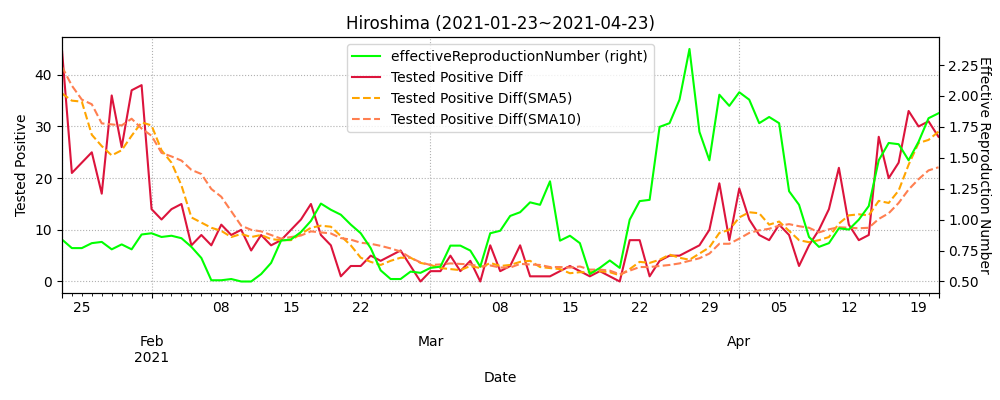 Hiroshima (2021-01-23~2021-04-23)
effectiveReproductionNumber (right)
Tested Positive Diff
Tested Positive Diff(SMA5)
Tested Positive Diff(SMA10)
Tested Positive
40
30
20
10
0
Effective Reproduction Number
2.25
2.00
1.75
1.50
1.25
1.00
0.75
0.50
25 08 15 22 08 15 22 29 05 12 19
Feb Mar Apr
2021
Date